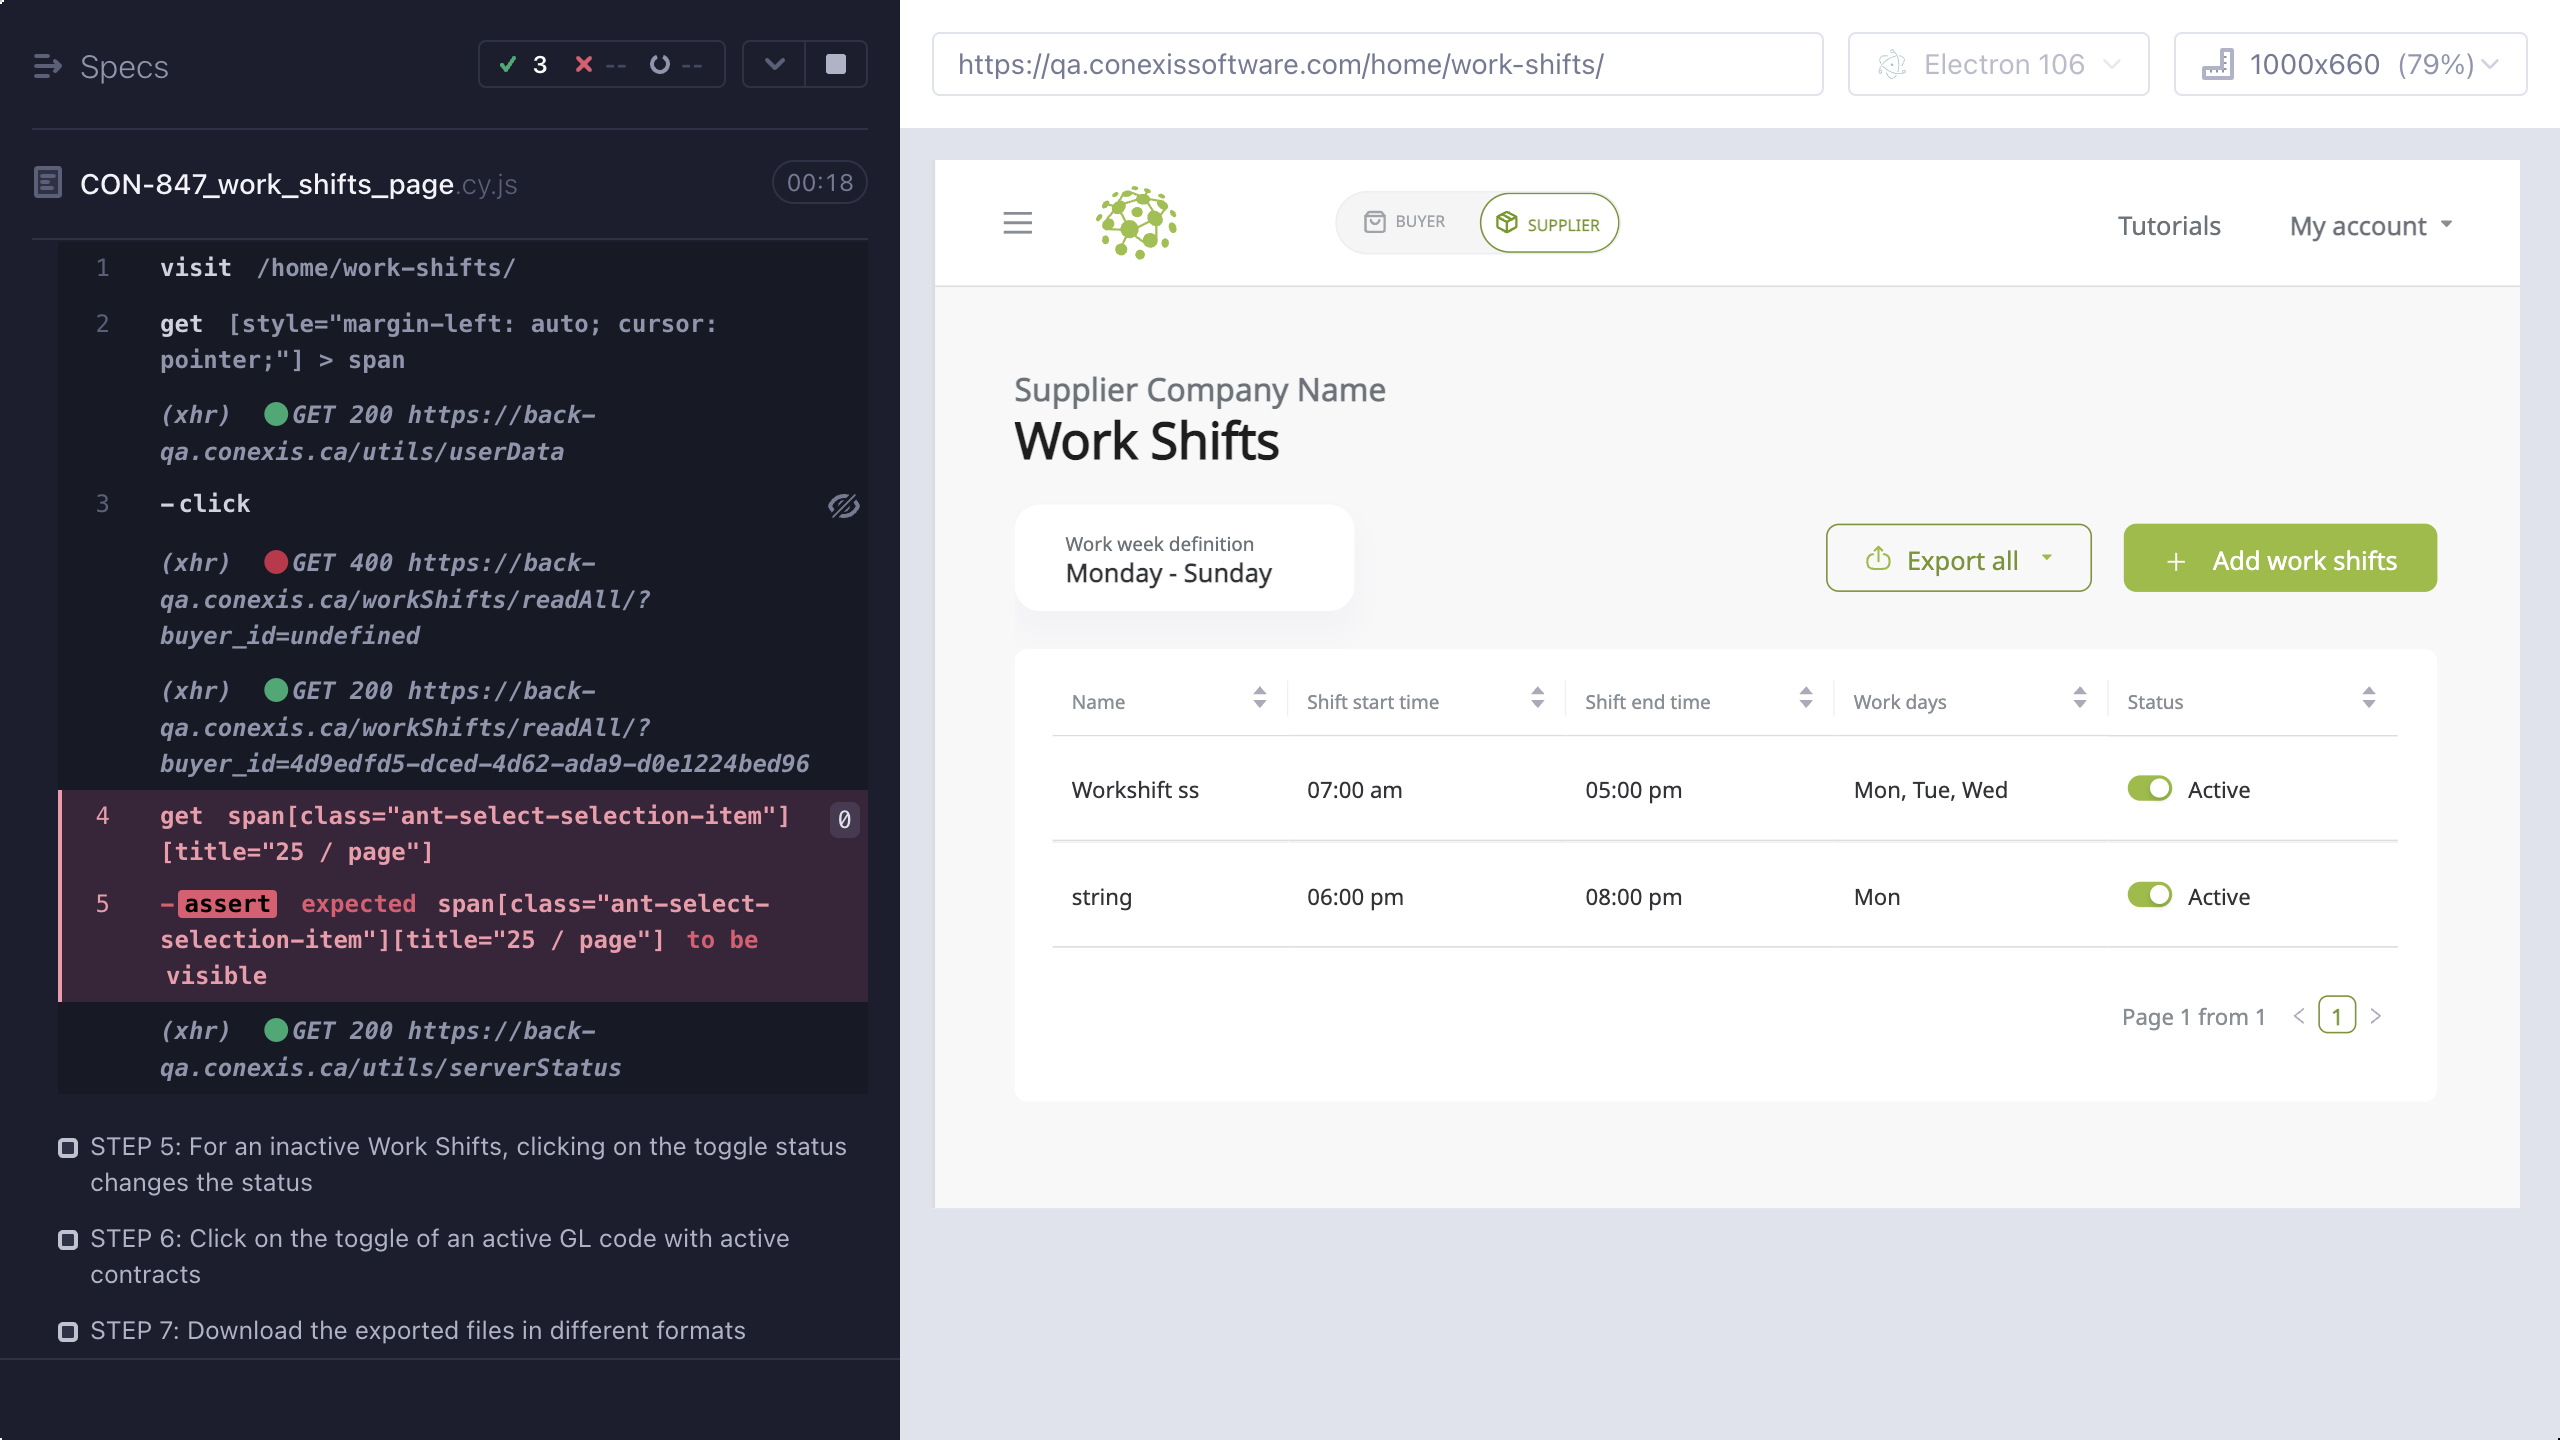 Specs
3 -- --
CON-847_work_shifts_page.cy.js
00:18
1 visit /home/work-shifts/
2 get [style="margin-left: auto; cursor:
pointer;"] > span
(xhr) GET 200 https://back-
qa.conexis.ca/utils/userData
3 -click
(xhr) GET 400 https://back-
qa.conexis.ca/workShifts/readAll/?
buyer_id=undefined
(xhr) GET 200 https://back-
qa.conexis.ca/workShifts/readAll/?
buyer_id=4d9edfd5-dced-4d62-ada9-d0e1224bed96
4 get span[class="ant-select-selection-item"] 0
[title="25 / page"]
5 -assert expected span[class="ant-select-
selection-item"][title="25 / page"] to be
visible
(xhr) GET 200 https://back-
qa.conexis.ca/utils/serverStatus
STEP 5: For an inactive Work Shifts, clicking on the toggle status
changes the status
STEP 6: Click on the toggle of an active GL code with active
contracts
STEP 7: Download the exported files in different formats
https://qa.conexissoftware.com/home/work-shifts/
Electron 106
1000x660 (79%)
BUYER
SUPPLIER
Tutorials
My account
Supplier Company Name
Work Shifts
Work week definition
Monday - Sunday
Export all
+ Add work shifts
Name Shift start time Shift end time Work days Status
Workshift ss 07:00 am 05:00 pm Mon, Tue, Wed Active
string 06:00 pm 08:00 pm Mon Active
Page 1 from 1 < 1 >